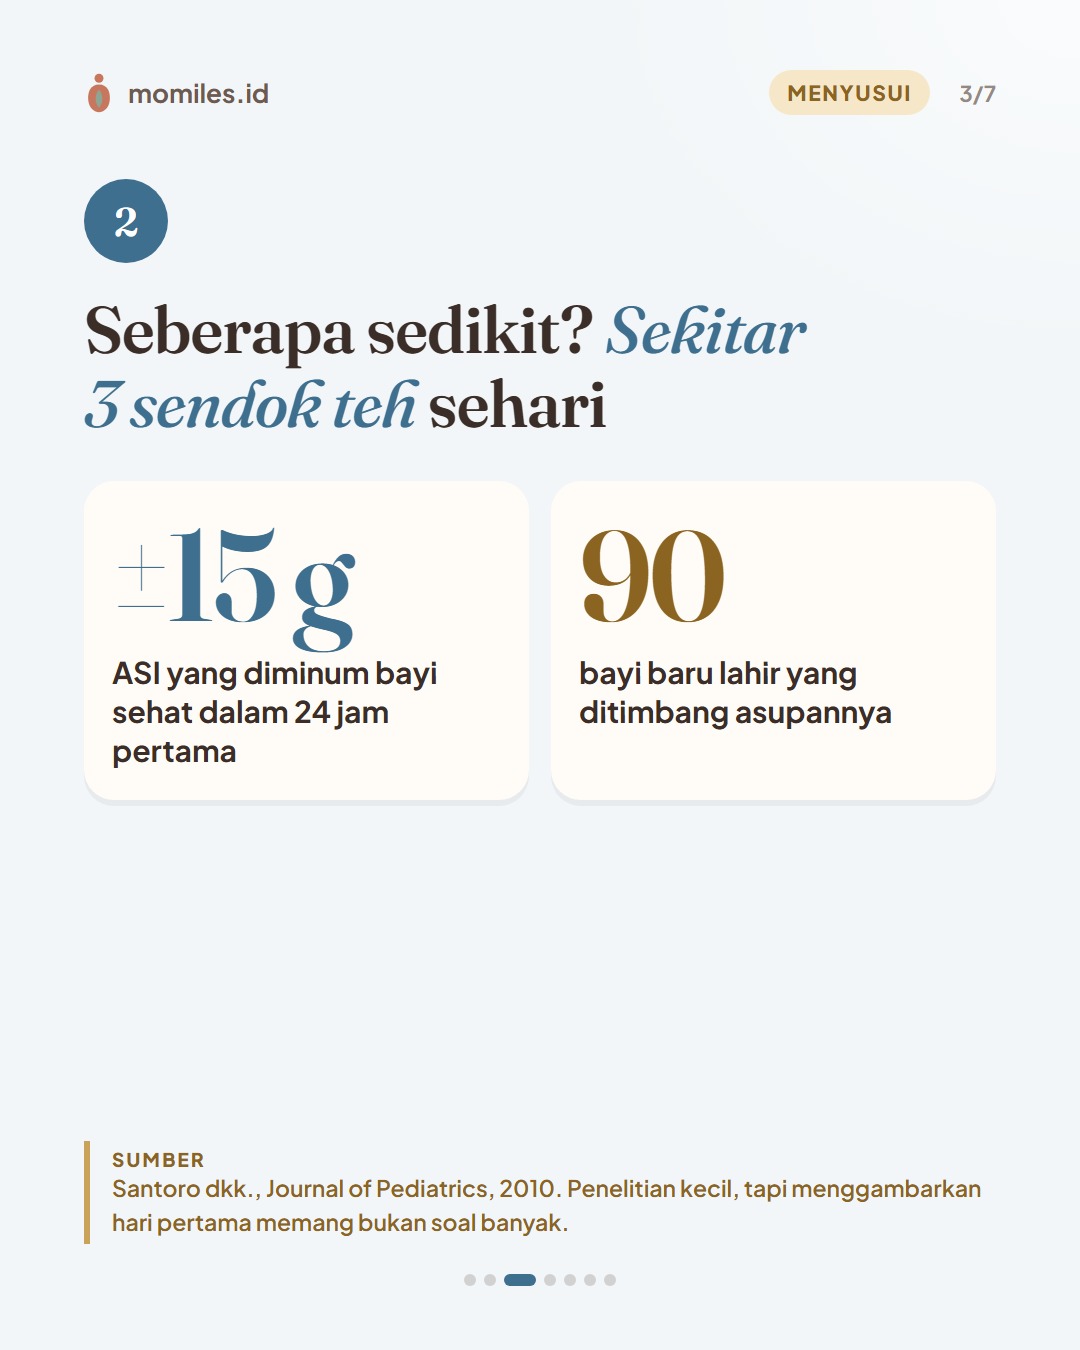 momiles.id
MENYUSUI
3/7
2
Seberapa sedikit? Sekitar
3 sendok teh sehari
±15 g
ASI yang diminum bayi
sehat dalam 24 jam
pertama
90
bayi baru lahir yang
ditimbang asupannya
SUMBER
Santoro dkk., Journal of Pediatrics, 2010. Penelitian kecil, tapi menggambarkan
hari pertama memang bukan soal banyak.